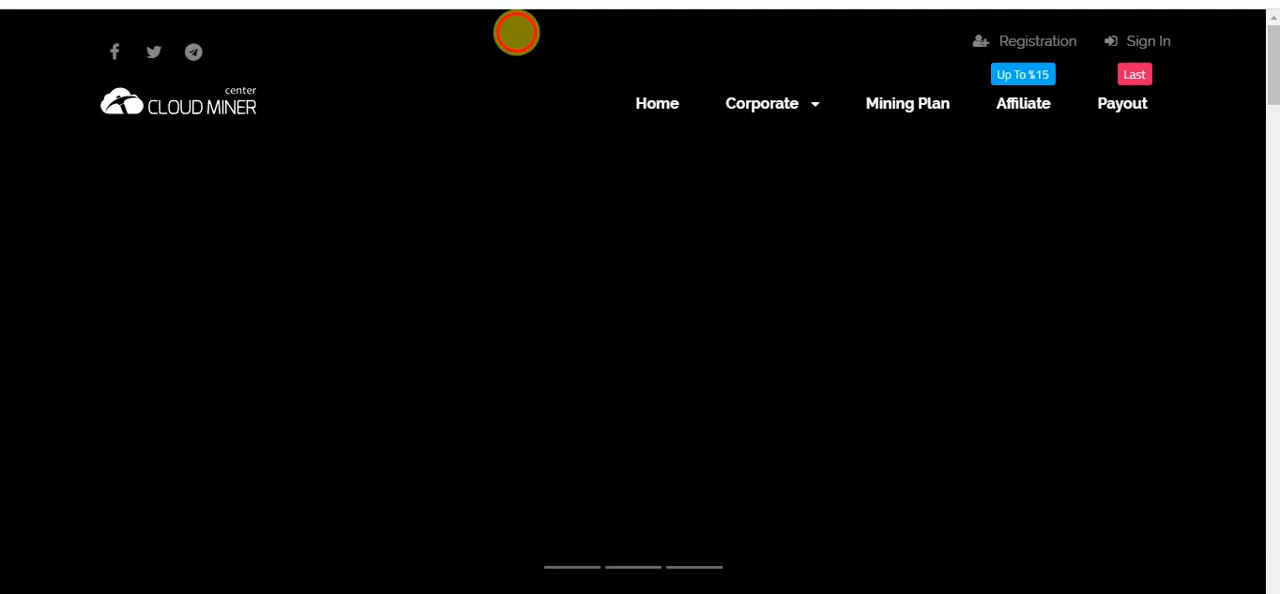 Registration
Sign In
Up To %15
Last
center
CLOUD MINER
Home
Corporate
Mining Plan
Affiliate
Payout